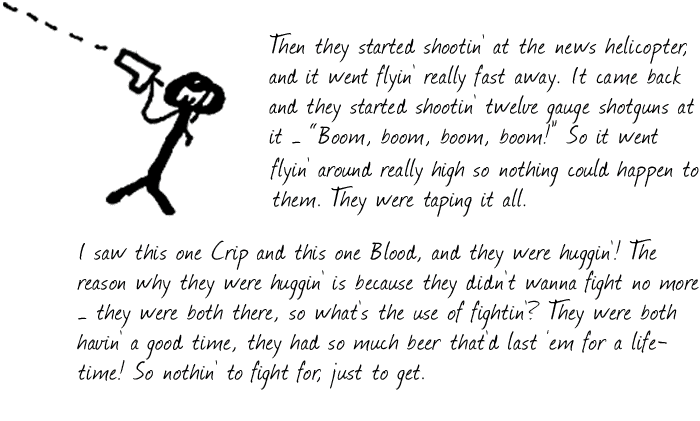 Then they started shootin' at the news helicopter,
and it went flyin' really fast away. It came back
and they started shootin' twelve gauge shotguns at
it – "Boom, boom, boom, boom!" So it went
flyin' around really high so nothing could happen to
them. They were taping it all.
I saw this one Crip and this one Blood, and they were huggin'! The
reason why they were huggin' is because they didn't wanna fight no more
– they were both there, so what's the use of fightin'? They were both
havin' a good time, they had so much beer that'd last 'em for a life-
time! So nothin' to fight for, just to get.